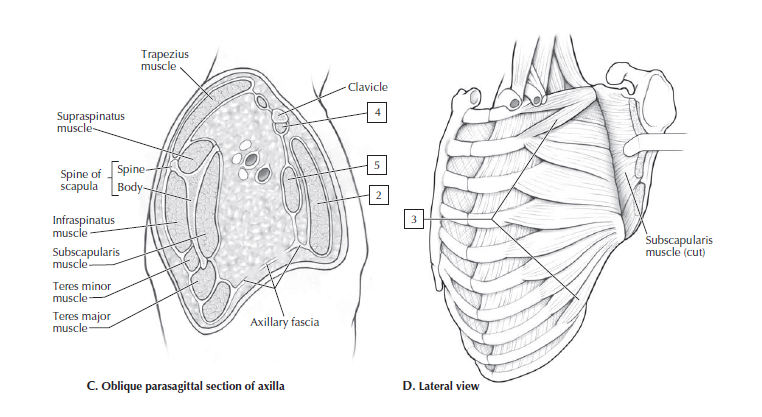 Trapezius
muscle
Clavicle
4
Supraspinatus
muscle
5
Spine of
scapula
Spine
Body
2
Infraspinatus
muscle
3
Subscapularis
muscle
Subscapularis
muscle (cut)
Teres minor
muscle
Teres major
muscle
Axillary fascia
C. Oblique parasagittal section of axilla
D. Lateral view